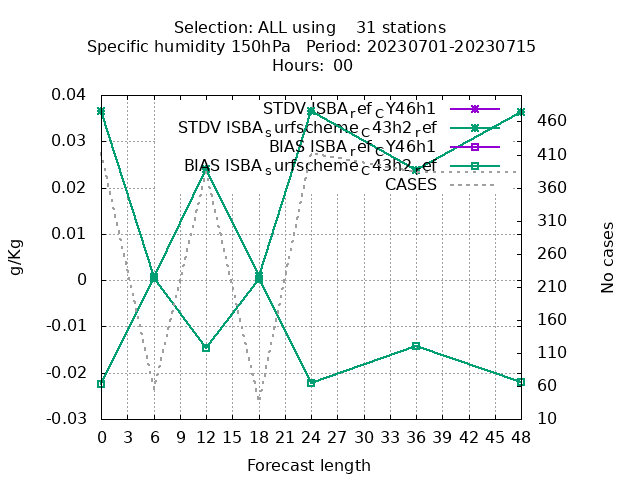 Selection: ALL using 31 stations
Specific humidity 150hPa Period: 20230701-20230715
Hours: 00
STDV ISBA_ref_CY46h1
STDV ISBA_surfscheme_C43h2_ref
BIAS ISBA_ref_CY46h1
BIAS ISBA_surfscheme_C43h2_ref
CASES
0.04
0.03
0.02
0.01
0
-0.01
-0.02
-0.03
g/Kg
460
410
360
310
260
210
160
110
60
10
No cases
0 3 6 9 12 15 18 21 24 27 30 33 36 39 42 45 48
Forecast length